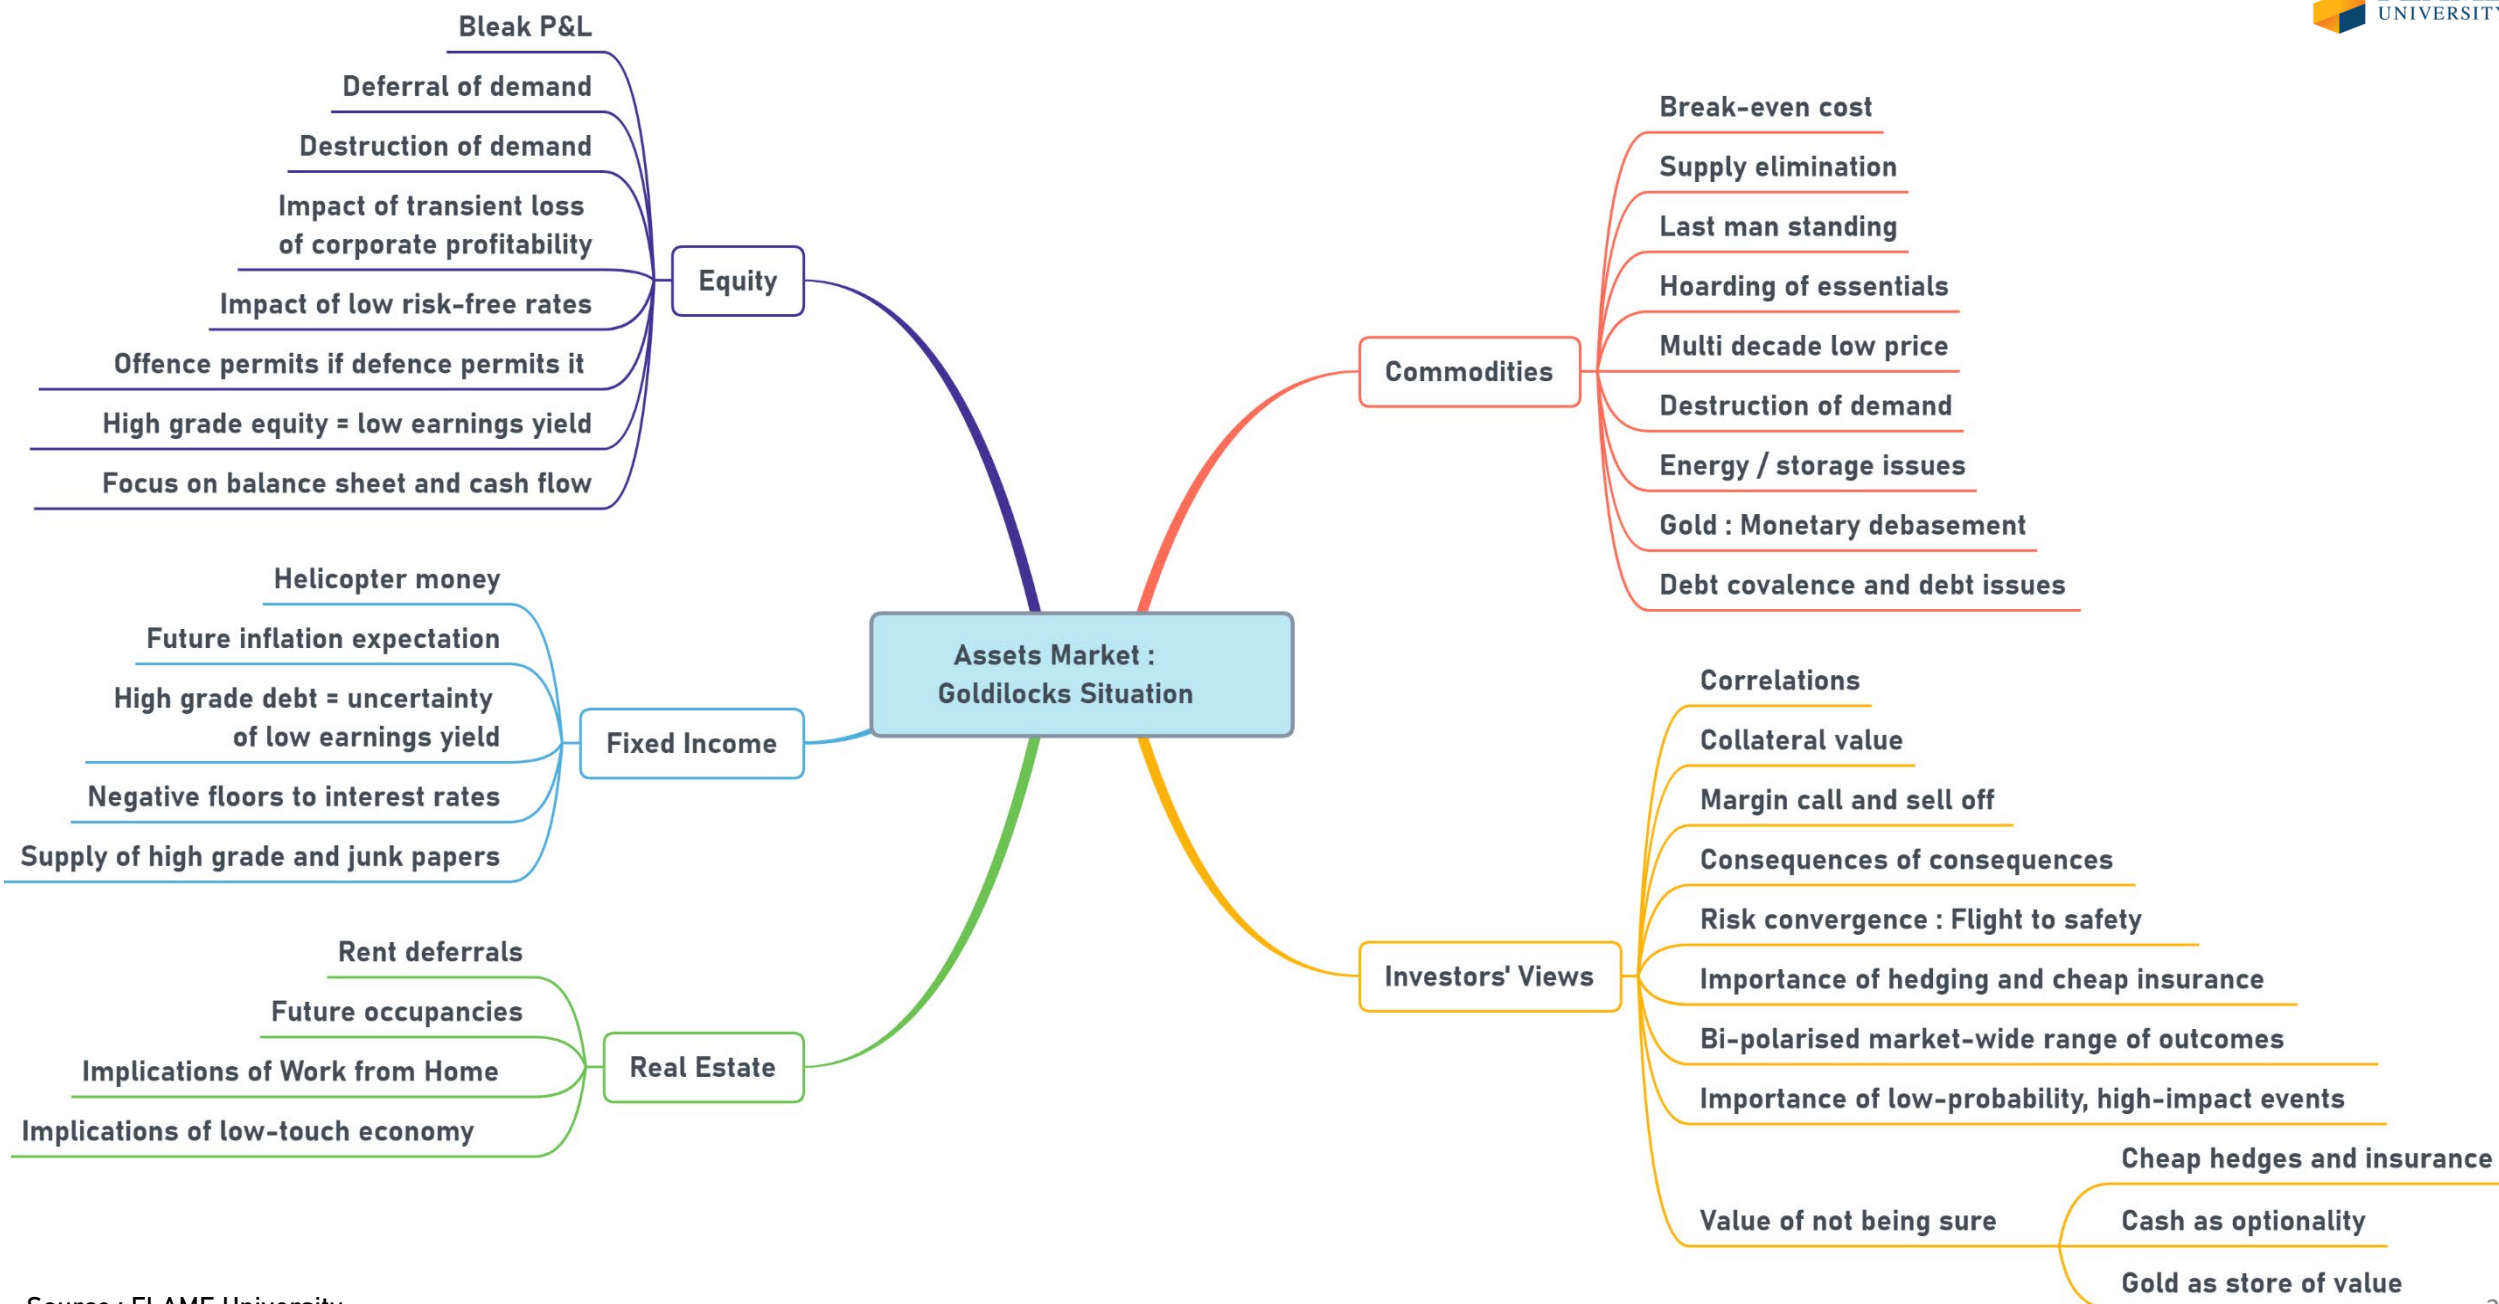 UNIVERSITY
Bleak P&L
Deferral of demand
Destruction of demand
Impact of transient loss
of corporate profitability
Impact of low risk-free rates
Offence permits if defence permits it
High grade equity = low earnings yield
Focus on balance sheet and cash flow
Equity
Helicopter money
Future inflation expectation
High grade debt = uncertainty
of low earnings yield
Negative floors to interest rates
Supply of high grade and junk papers
Fixed Income
Rent deferrals
Future occupancies
Implications of Work from Home
Implications of low-touch economy
Real Estate
Assets Market :
Goldilocks Situation
Commodities
Break-even cost
Supply elimination
Last man standing
Hoarding of essentials
Multi decade low price
Destruction of demand
Energy / storage issues
Gold : Monetary debasement
Debt covalence and debt issues
Investors' Views
Correlations
Collateral value
Margin call and sell off
Consequences of consequences
Risk convergence : Flight to safety
Importance of hedging and cheap insurance
Bi-polarised market-wide range of outcomes
Importance of low-probability, high-impact events
Value of not being sure
Cheap hedges and insurance
Cash as optionality
Gold as store of value
Source : FLAME University